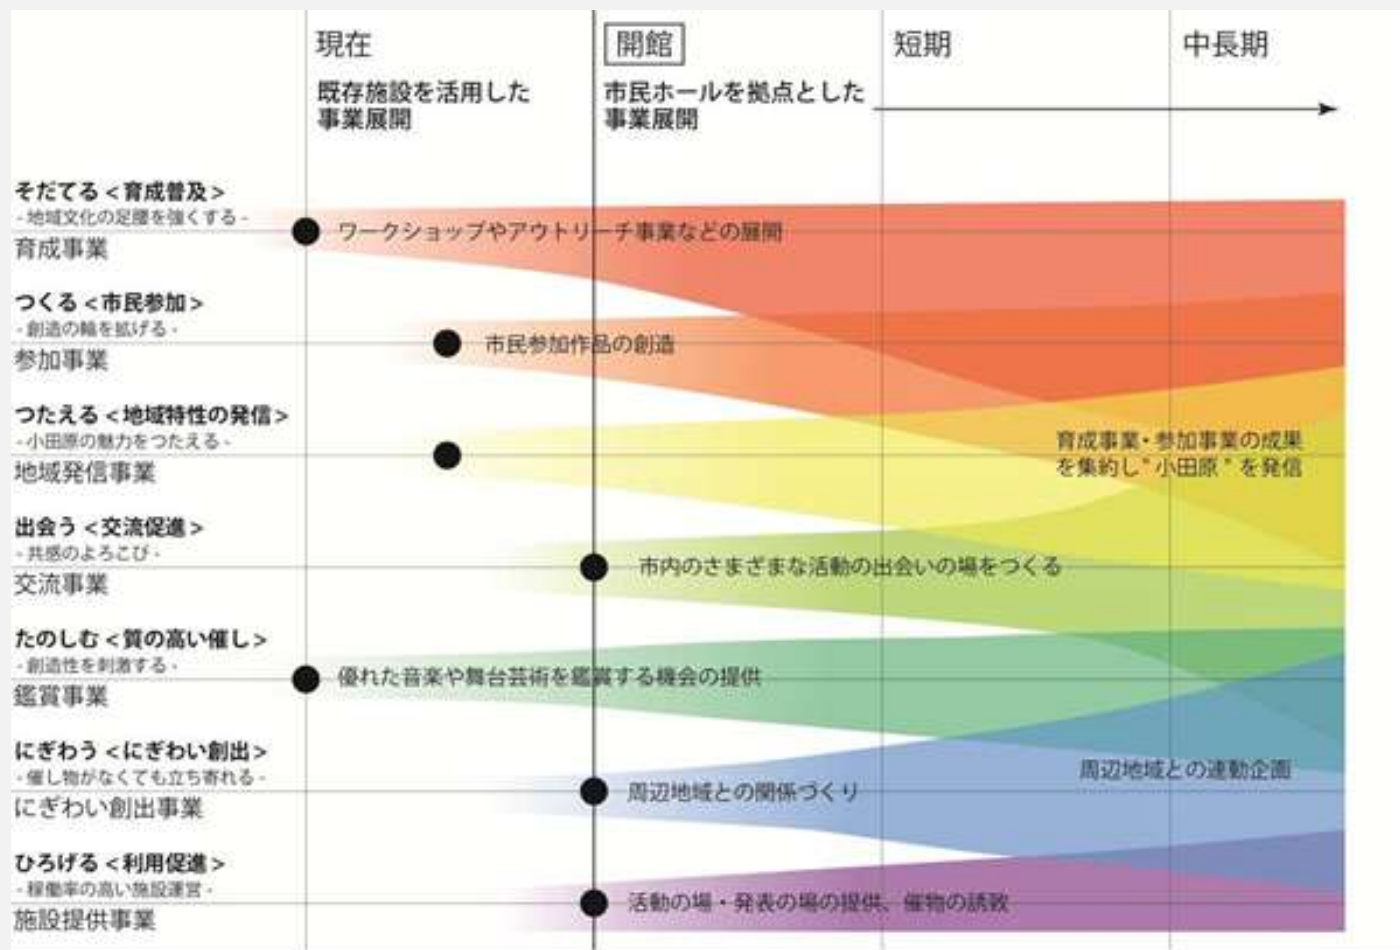 現在
既存施設を活用した
事業展開
開館
市民ホールを拠点とした
事業展開
短期
中長期
そだてる<育成普及>
- 地域文化の足腰を強くする -
育成事業
ワークショップやアウトリーチ事業などの展開
つくる<市民参加>
- 創造の輪を拡げる -
参加事業
市民参加作品の創造
つたえる<地域特性の発信>
- 小田原の魅力をつたえる -
地域発信事業
育成事業・参加事業の成果
を集約し"小田原"を発信
出会う<交流促進>
- 共感のよろこび -
交流事業
市内のさまざまな活動の出会いの場をつくる
たのしむ<質の高い催し>
- 創造性を刺激する -
鑑賞事業
優れた音楽や舞台芸術を鑑賞する機会の提供
にぎわう<にぎわい創出>
- 催し物がなくても立ち寄れる -
にぎわい創出事業
周辺地域との関係づくり
周辺地域との連動企画
ひろげる<利用促進>
- 稼働率の高い施設運営 -
施設提供事業
活動の場・発表の場の提供、催物の誘致